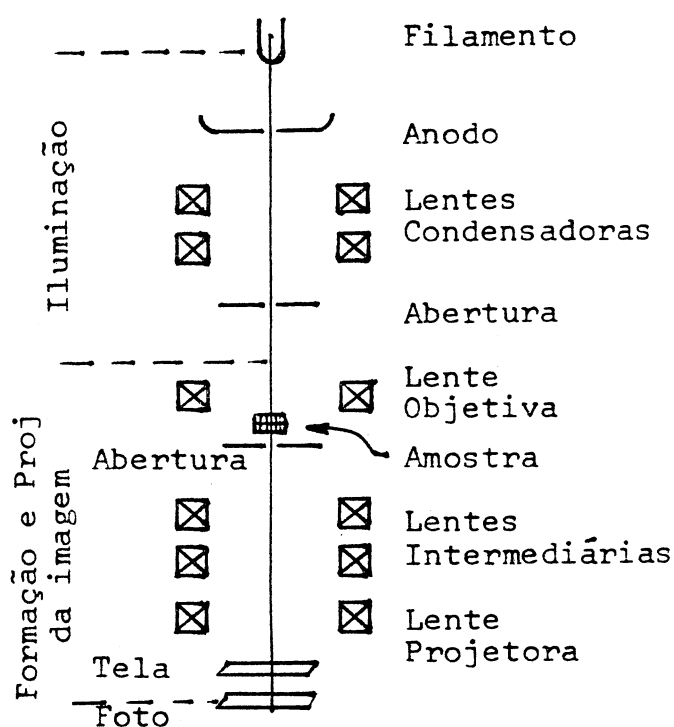 Filamento
Anodo
Iluminação
Lentes
Condensadoras
Abertura
Lente
Objetiva
Abertura
Amostra
Formação e Proj
da imagem
Lentes
Intermediárias
Lente
Projetora
Tela
Foto